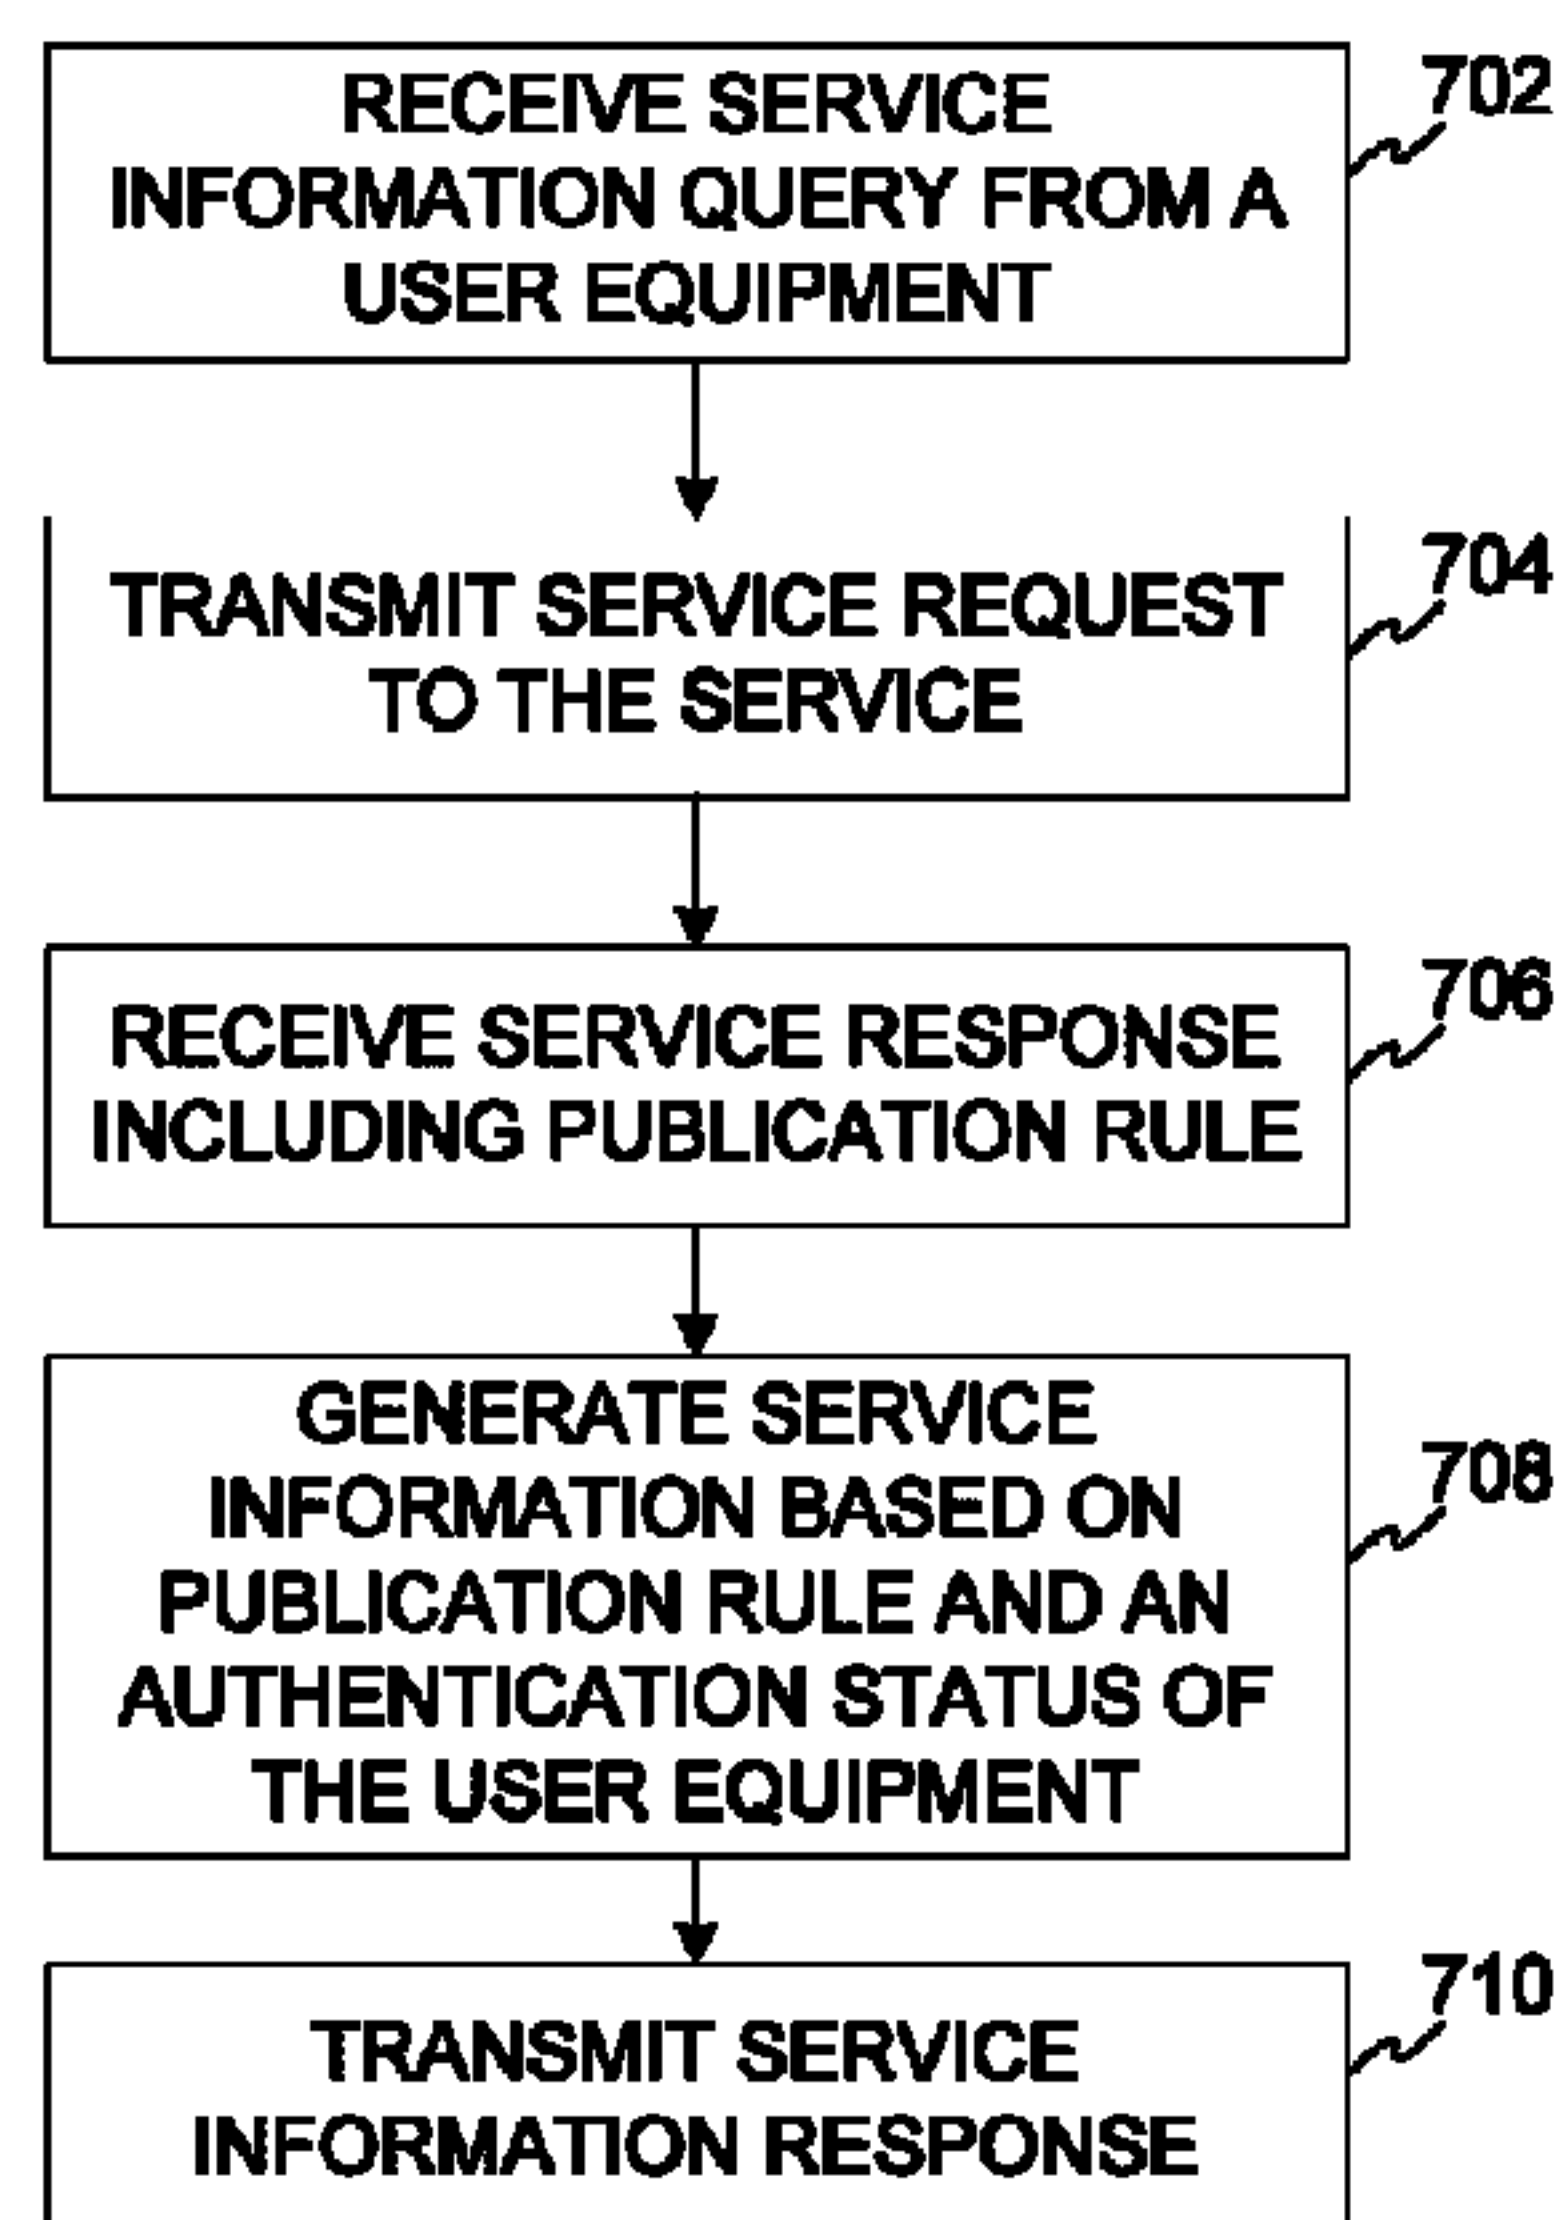 RECEIVE SERVICE
INFORMATION QUERY FROM A
USER EQUIPMENT
702
TRANSMIT SERVICE REQUEST
TO THE SERVICE
704
RECEIVE SERVICE RESPONSE
INCLUDING PUBLICATION RULE
706
GENERATE SERVICE
INFORMATION BASED ON
PUBLICATION RULE AND AN
AUTHENTICATION STATUS OF
THE USER EQUIPMENT
708
TRANSMIT SERVICE
INFORMATION RESPONSE
710